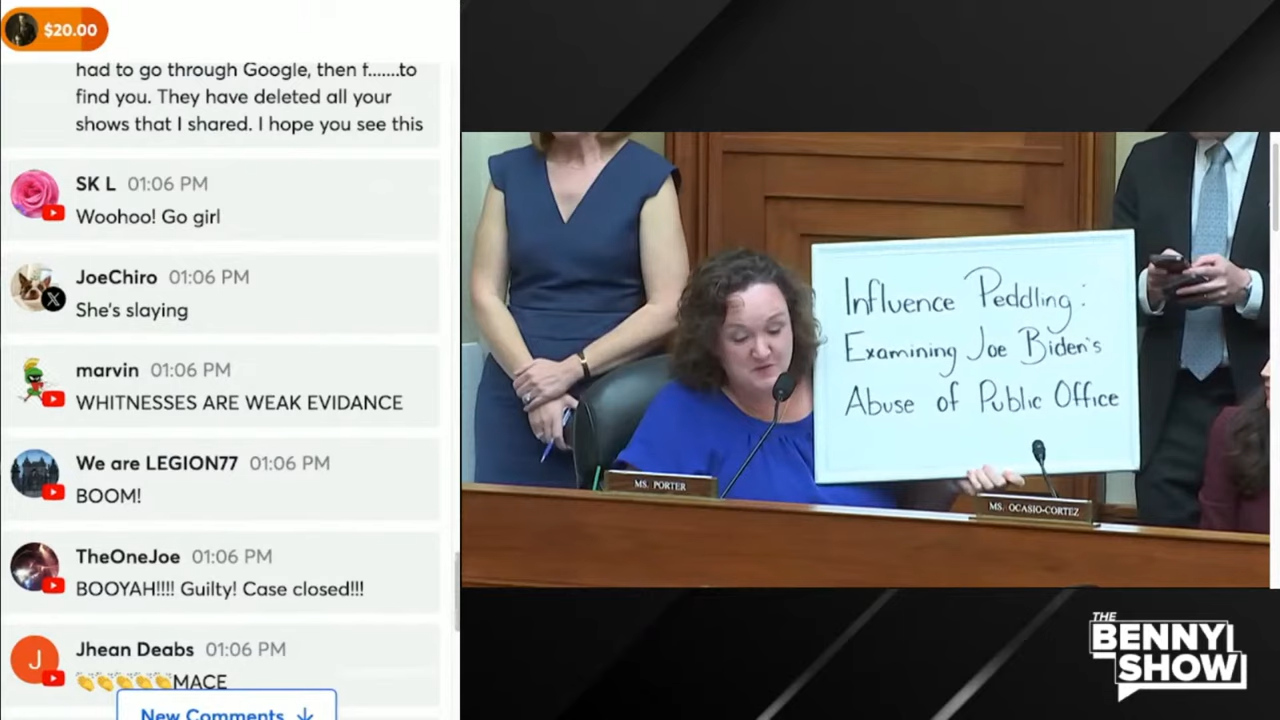 $20.00
had to go through Google, then f.......to
find you. They have deleted all your
shows that I shared. I hope you see this
SK L 01:06 PM
Woohoo! Go girl
JoeChiro 01:06 PM
She's slaying
marvin 01:06 PM
WHITNESSES ARE WEAK EVIDANCE
We are LEGION77 01:06 PM
BOOM!
TheOneJoe 01:06 PM
BOOYAH!!!! Guilty! Case closed!!!
J
Jhean Deabs 01:06 PM
👏👏👏👏👏MACE
New Comments ↓
Influence Peddling:
Examining Joe Biden's
Abuse of Public Office
MS. PORTER
MS. OCASIO-CORTEZ
THE
BENNY
SHOW